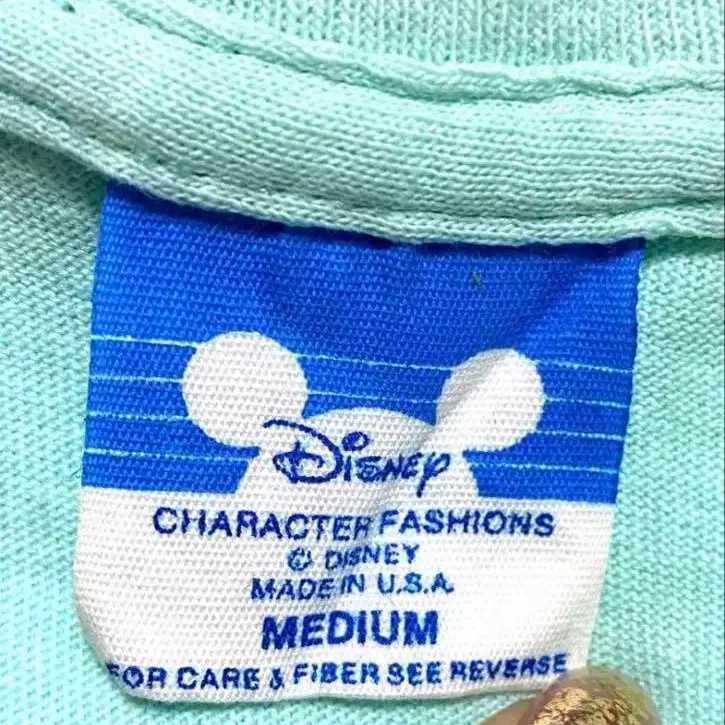 Disney
CHARACTER FASHIONS
© DISNEY
MADE IN U.S.A.
MEDIUM
FOR CARE & FIBER SEE REVERSE